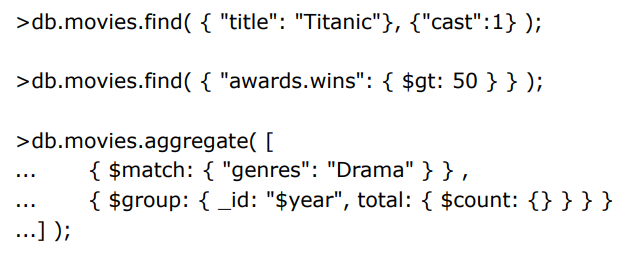 >db.movies.find( { "title": "Titanic"}, {"cast":1} );
>db.movies.find( { "awards.wins": { $gt: 50 } } );
>db.movies.aggregate( [
...	{ $match: { "genres": "Drama" } } ,
...	{ $group: { _id: "$year", total: { $count: {} } } }
...] );